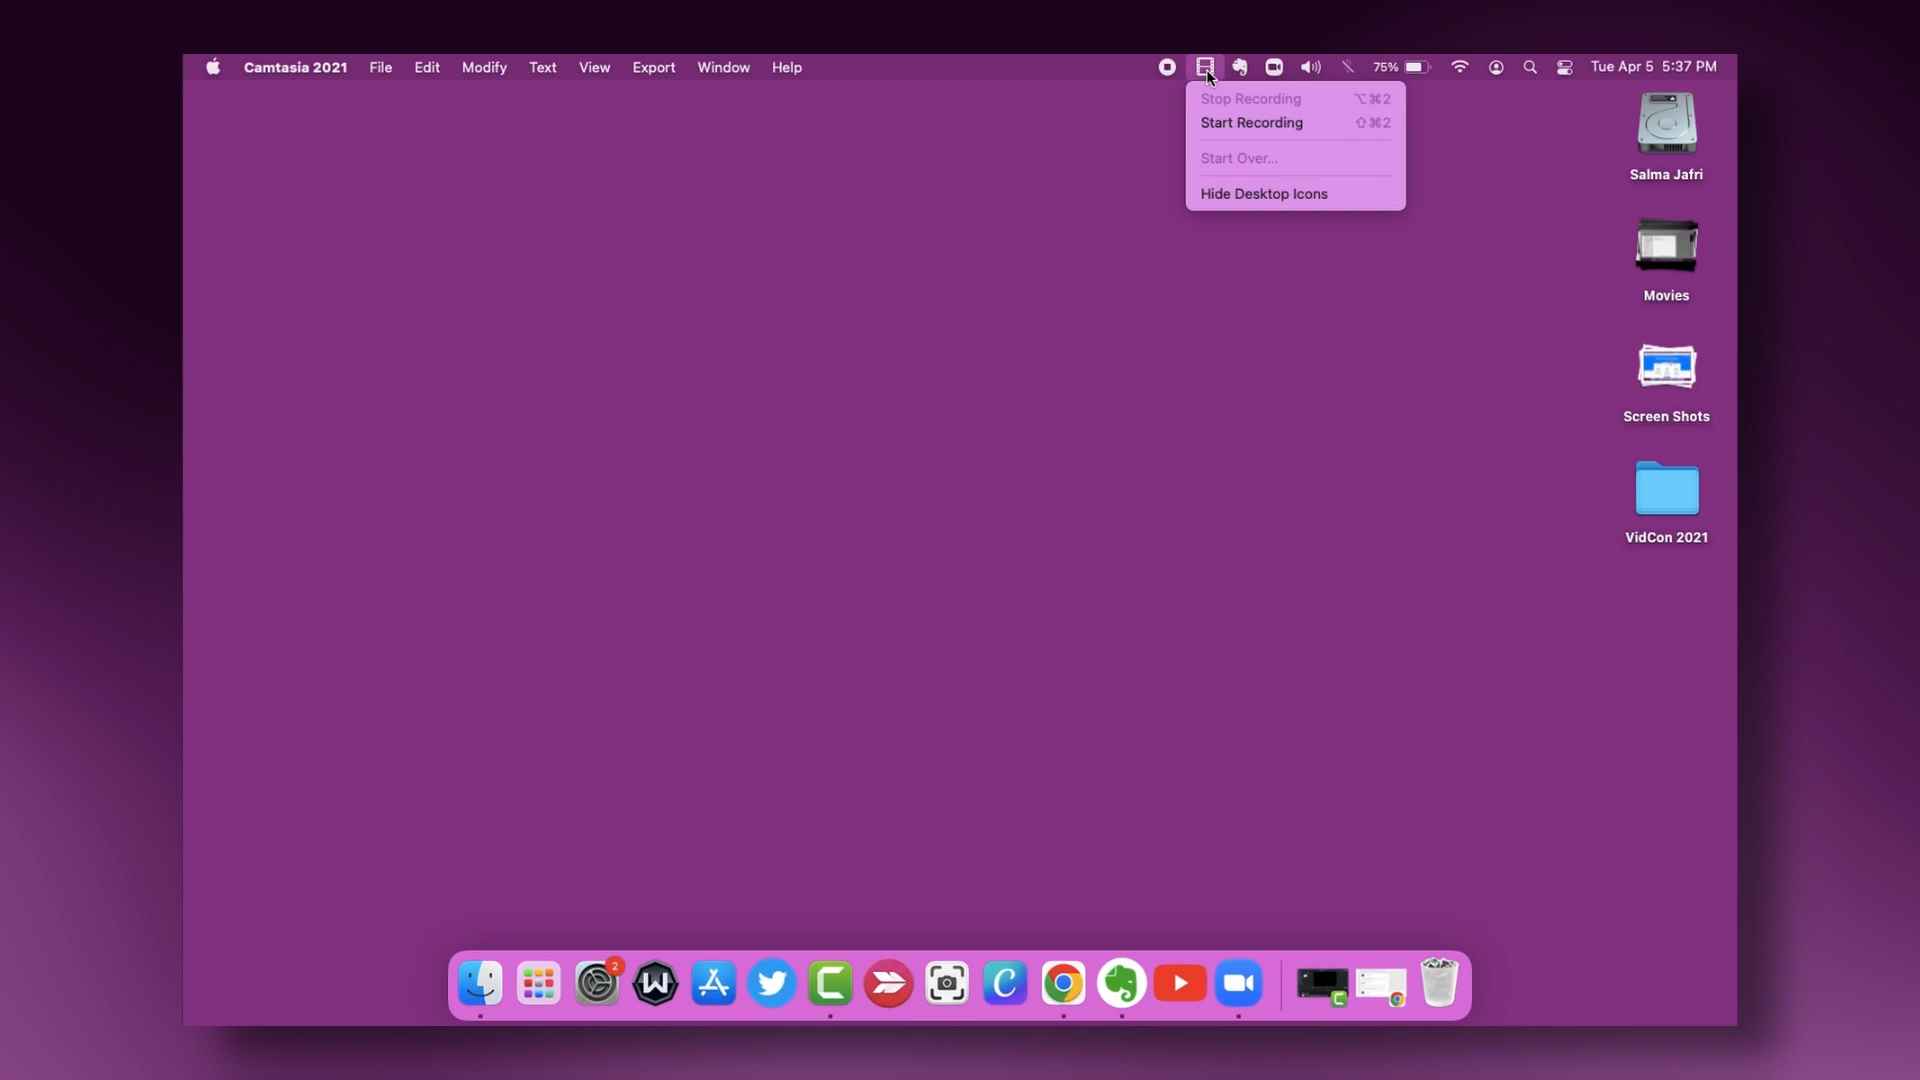 Camtasia 2021 File Edit Modify Text View Export Window Help 75% Tue Apr 5 5:37 PM
Stop Recording ⌥⌘2
Start Recording ⇧⌘2
Start Over...
Hide Desktop Icons
Salma Jafri
Movies
Screen Shots
VidCon 2021
2